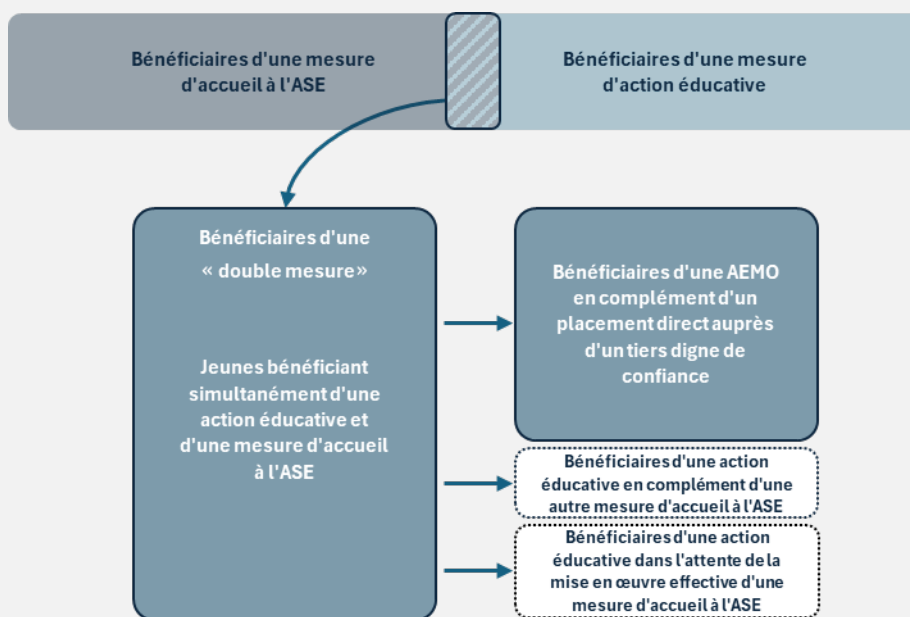 Bénéficiaires d'une mesure
d'accueil à l'ASE
Bénéficiaires d'une mesure
d'action éducative
Bénéficiaires d'une
« double mesure»
Jeunes bénéficiant
simultanément d'une
action éducative et
d'une mesure d'accueil
à l'ASE
Bénéficiaires d'une AEMO
en complément d'un
placement direct auprès
d'un tiers digne de
confiance
Bénéficiaires d'une action
éducative en complément d'une
autre mesure d'accueil à l'ASE
Bénéficiaires d'une action
éducative dans l'attente de la
mise en œuvre effective d'une
mesure d'accueil à l'ASE